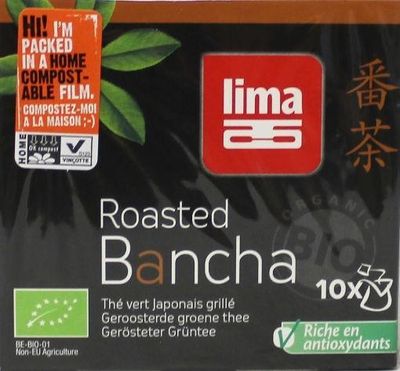 Hi! I'M
PACKED
IN A HOME
COMPOST-
ABLE FILM.
COMPOSTEZ-MOI
A LA MAISON ;-)
HOME
OK compost
VINÇOTTE
lima
番茶
ORGANIC
BiO
Roasted
Bancha
10x
Thé vert Japonais grillé
Geroosterde groene thee
Gerösteter Grüntee
BE-BIO-01
Non-EU Agriculture
Riche en
antioxydants